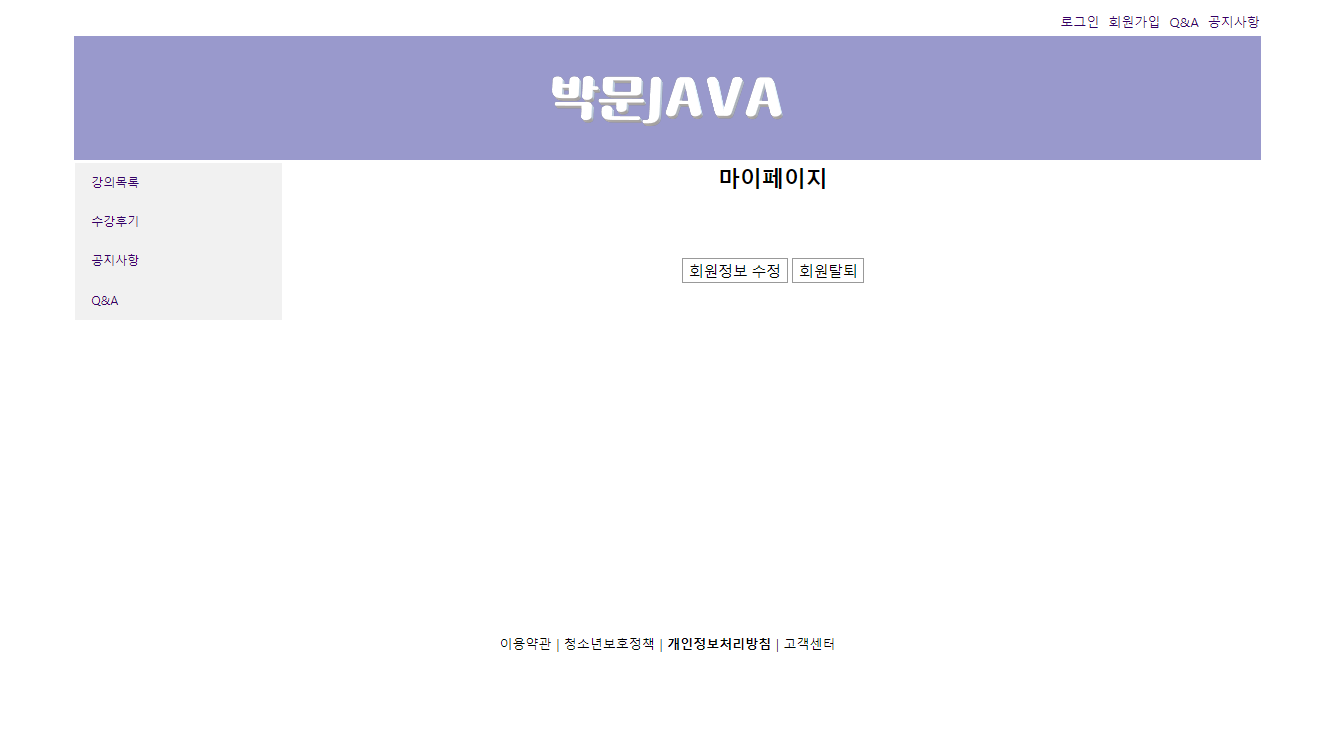 로그인 회원가입 Q&A 공지사항
박문JAVA
강의목록
수강후기
공지사항
Q&A
마이페이지
회원정보 수정 회원탈퇴
이용약관 | 청소년보호정책 | 개인정보처리방침 | 고객센터